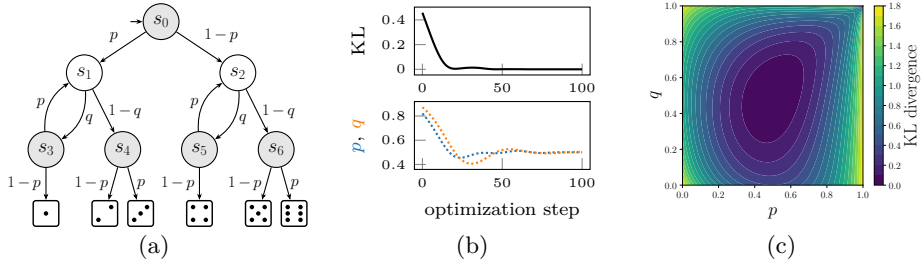 s₀
p
1−p
s₁
s₂
p
q
1−q
p
q
1−q
s₃
s₄
s₅
s₆
1−p
1−p
p
1−p
1−p
p
(a)
KL
0.4
0.2
0
0
50
100
p, q
0.8
0.6
0.4
0
50
100
optimization step
(b)
q
1.0
0.8
0.6
0.4
0.2
0.0
0.0
0.2
0.4
0.6
0.8
1.0
p
1.8
1.6
1.4
1.2
1.0
0.8
0.6
0.4
0.2
0.0
KL divergence
(c)